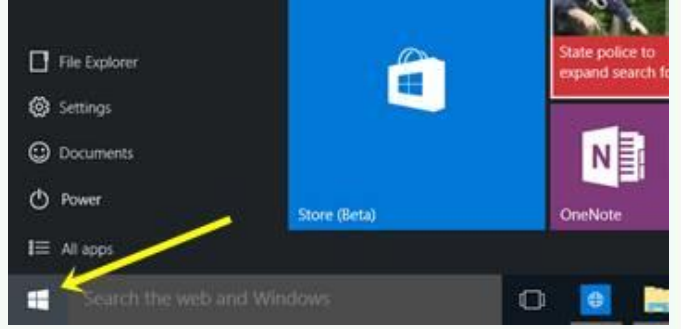 File Explorer
Settings
Documents
Power
All apps
Store (Beta)
State police to
expand search fo
N
OneNote
Search the web and Windows